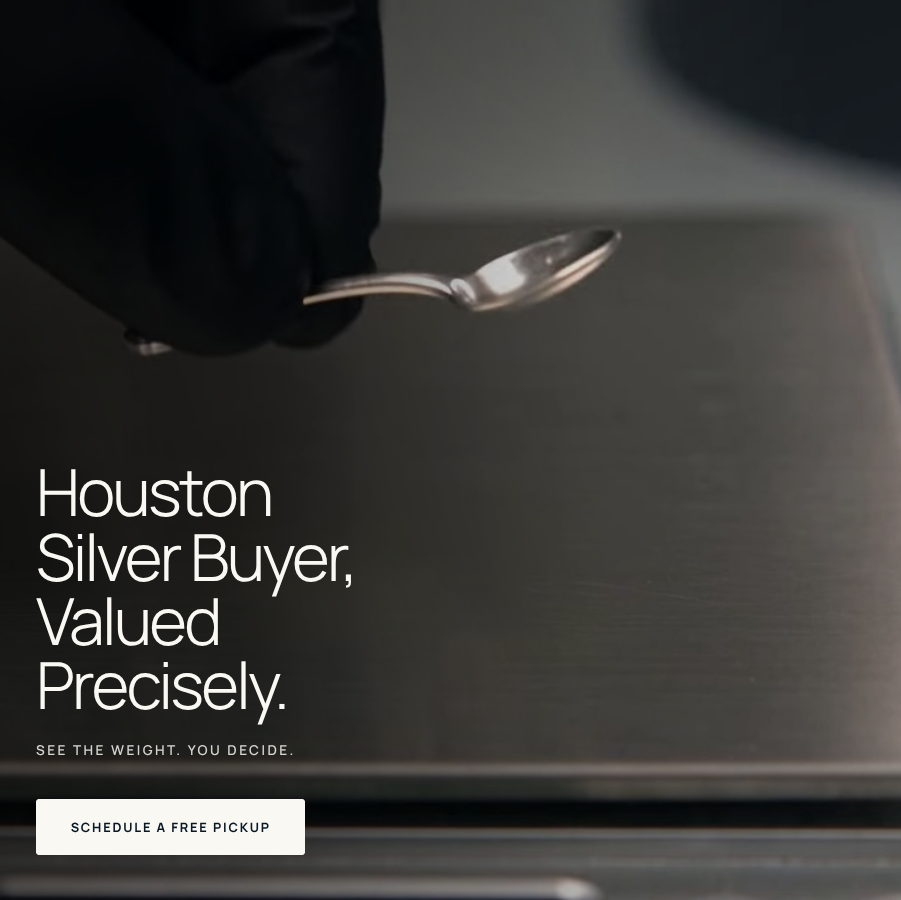 Houston
Silver Buyer,
Valued
Precisely.
SEE THE WEIGHT. YOU DECIDE.
SCHEDULE A FREE PICKUP